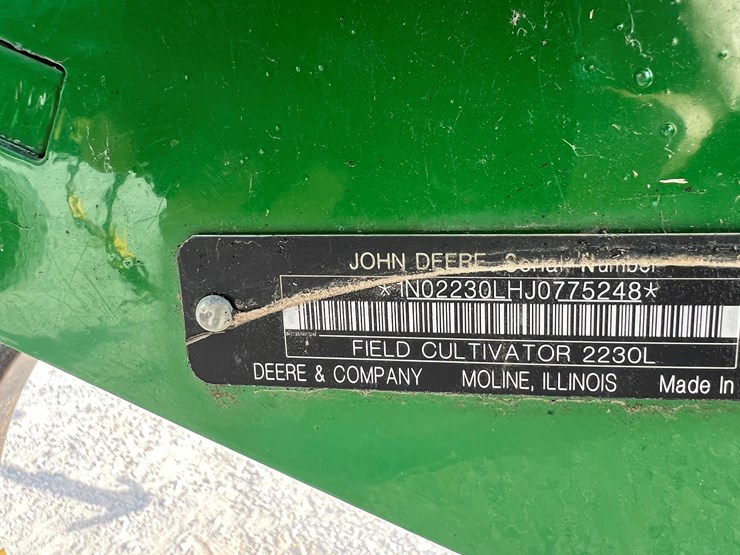 JOHN DEERE Serial Number
*1N02230LHJ0775248*
FIELD CULTIVATOR 2230L
DEERE & COMPANY MOLINE, ILLINOIS Made In